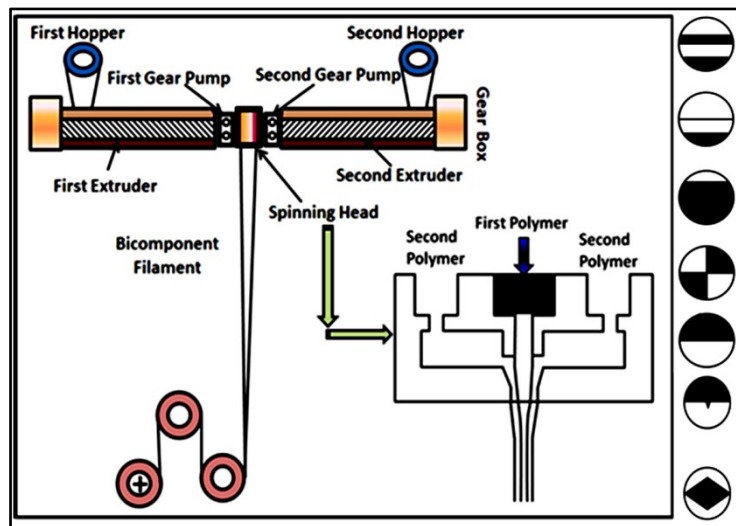 First Hopper
Second Hopper
First Gear Pump
Second Gear Pump
Gear Box
First Extruder
Second Extruder
Spinning Head
Bicomponent
Filament
First Polymer
Second
Polymer
Second
Polymer